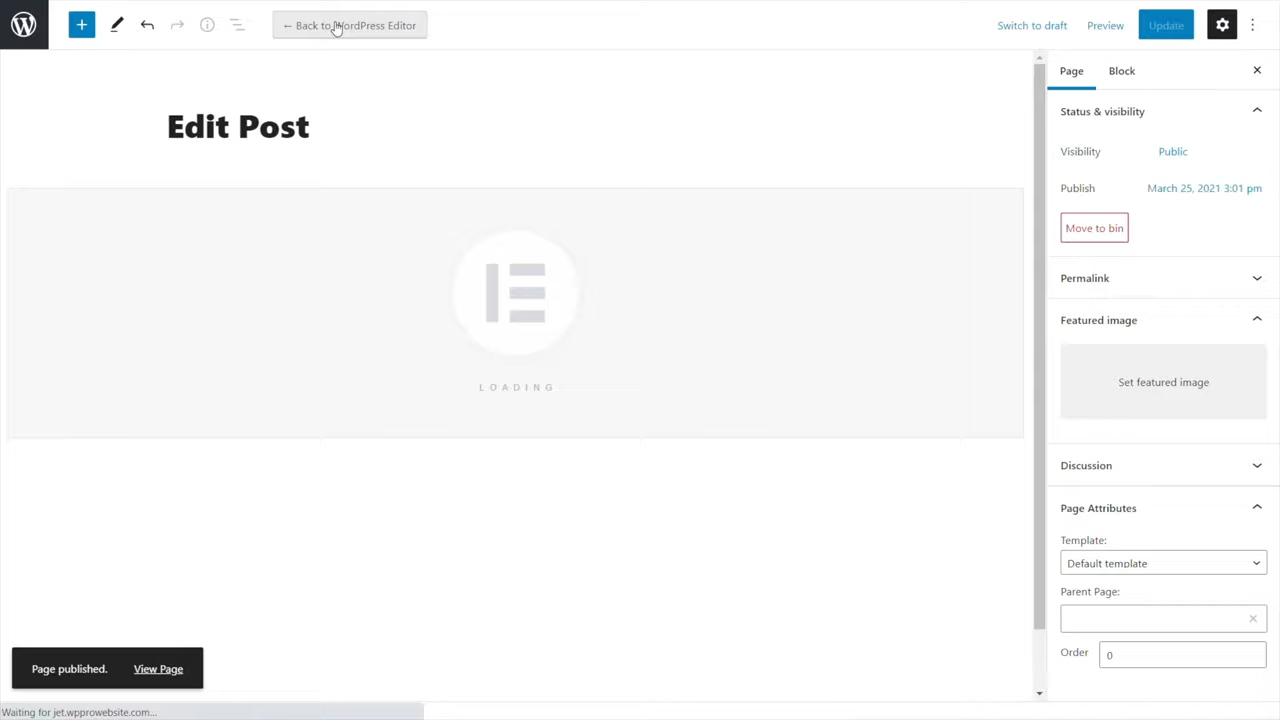 ← Back to WordPress Editor
Switch to draft
Preview
Update
Page
Block
Edit Post
Status & visibility
Visibility
Public
Publish
March 25, 2021 3:01 pm
Move to bin
Permalink
Featured image
Set featured image
LOADING
Discussion
Page Attributes
Template:
Default template
Parent Page:
Order
0
Page published.
View Page
Waiting for jet.wpprowebsite.com...